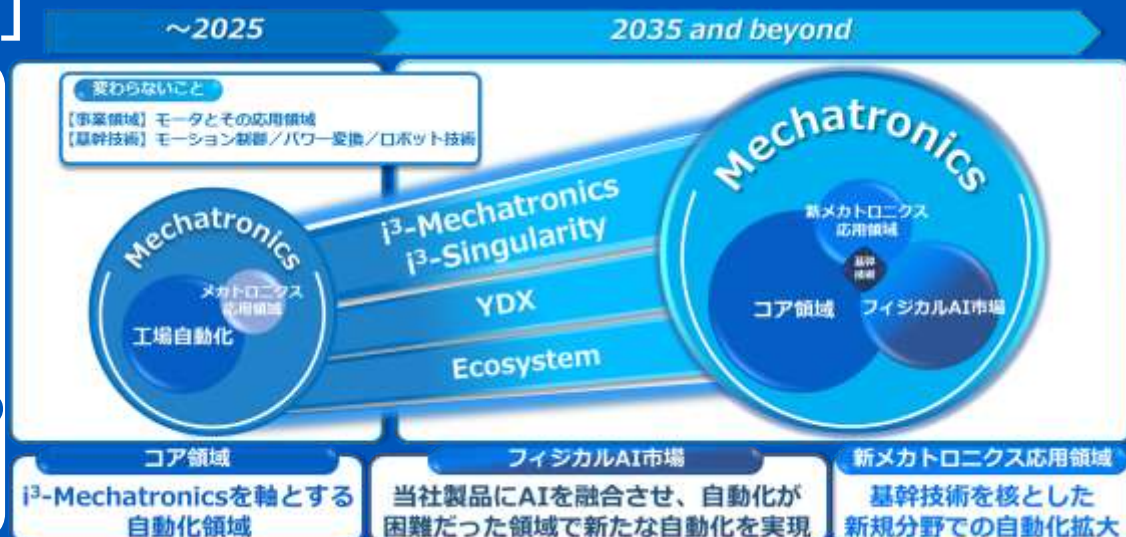 」
～2025
2035 and beyond
変わらないこと
【事業領域】モータとその応用領域
【基幹技術】モーション制御／パワー変換／ロボット技術
Mechatronics
メカトロニクス
応用領域
工場自動化
i³-Mechatronics
i³-Singularity
YDX
Ecosystem
Mechatronics
新メカトロニクス
応用領域
基幹
技術
コア領域
フィジカルAI市場
コア領域
i³-Mechatronicsを軸とする
自動化領域
フィジカルAI市場
当社製品にAIを融合させ、自動化が
困難だった領域で新たな自動化を実現
新メカトロニクス応用領域
基幹技術を核とした
新規分野での自動化拡大